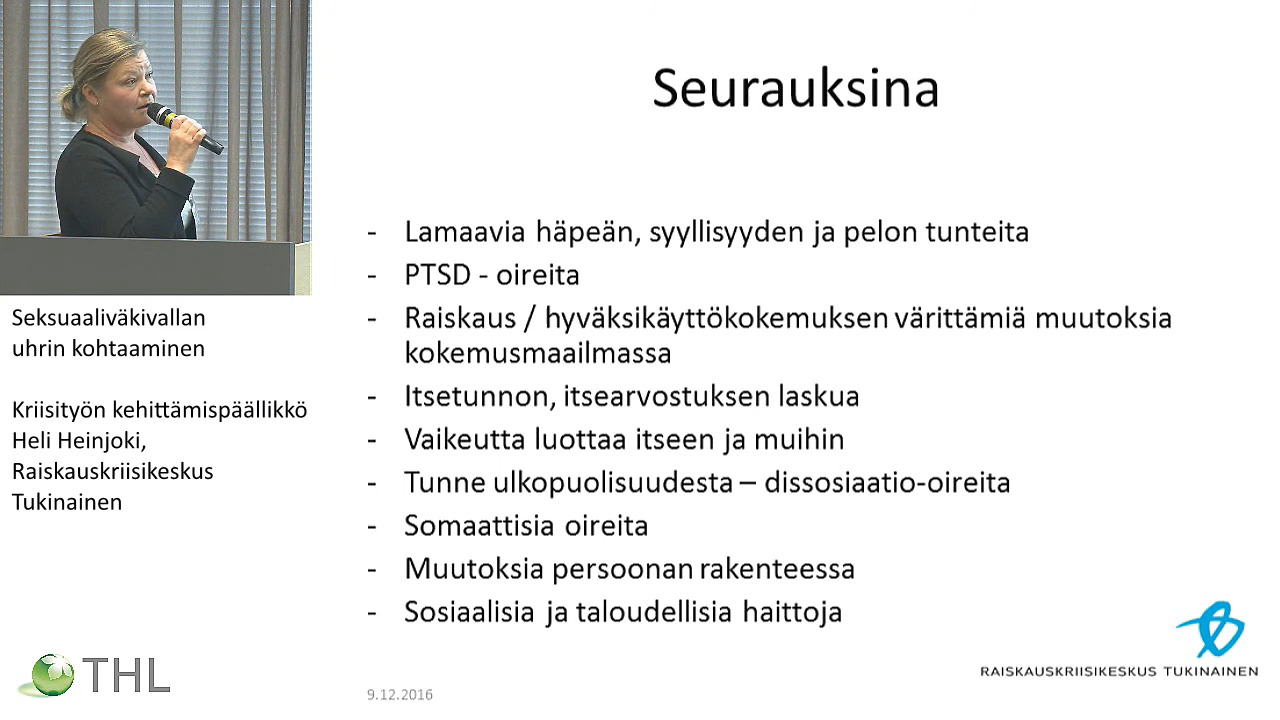 Seurauksina
- Lamaavia häpeän, syyllisyyden ja pelon tunteita
- PTSD - oireita
- Raiskaus / hyväksikäyttökokemuksen värittämiä muutoksia
kokemusmaailmassa
- Itsetunnon, itsearvostuksen laskua
- Vaikeutta luottaa itseen ja muihin
- Tunne ulkopuolisuudesta – dissosiaatio-oireita
- Somaattisia oireita
- Muutoksia persoonan rakenteessa
- Sosiaalisia ja taloudellisia haittoja
Seksuaaliväkivallan
uhrin kohtaaminen
Kriisityön kehittämispäällikkö
Heli Heinjoki,
Raiskauskriisikeskus
Tukinainen
THL
9.12.2016
RAISKAUSKRIISIKESKUS TUKINAINEN